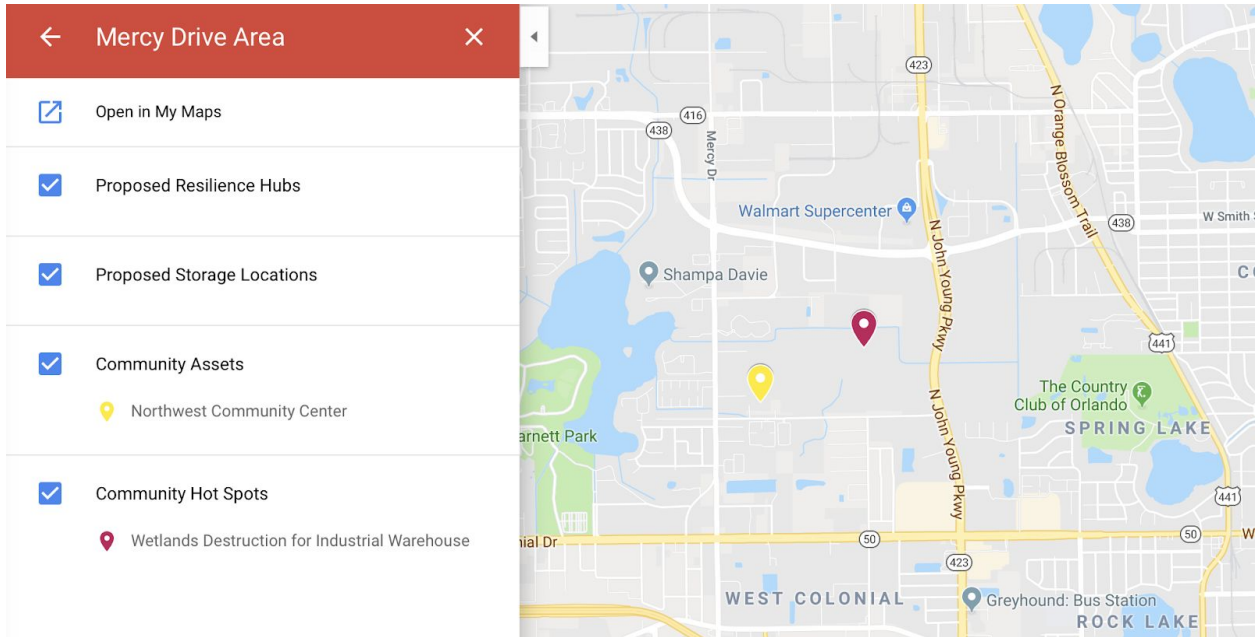 Mercy Drive Area
Open in My Maps
Proposed Resilience Hubs
Proposed Storage Locations
Community Assets
Northwest Community Center
Community Hot Spots
Wetlands Destruction for Industrial Warehouse
423
416
438
Mercy Dr
N Orange Blossom Trail
Walmart Supercenter
W Smith
438
N John Young Pkwy
Shampa Davie
441
The Country
Club of Orlando
SPRING LAKE
N John Young Pkwy
arnett Park
441
nial Dr
50
50
W
423
WEST COLONIAL
Greyhound: Bus Station
ROCK LAKE